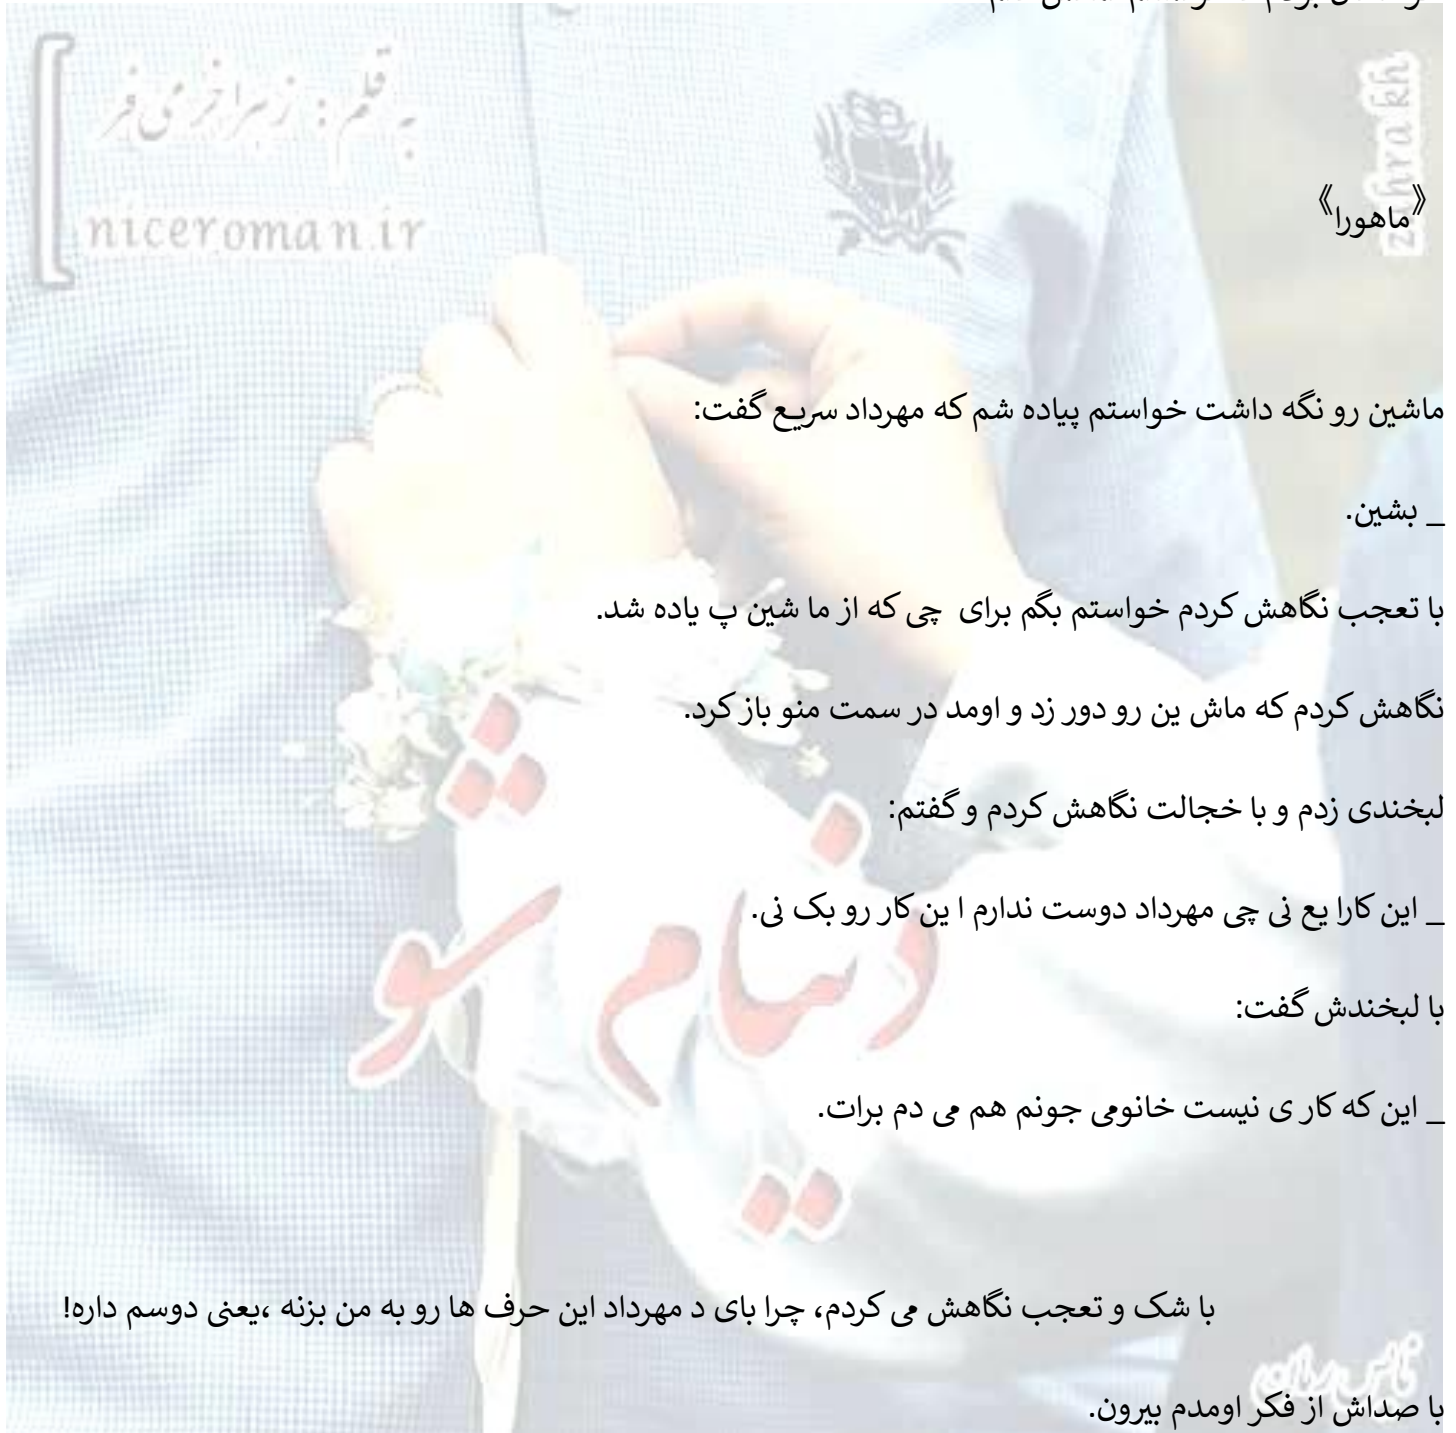 به قلم: زهرا خزی فر
niceroman.ir
zahrakh
《ماهورا》
ماشین رو نگه داشت خواستم پیاده شم که مهرداد سریع گفت:
_ بشین.
با تعجب نگاهش کردم خواستم بگم برای چی که از ما شین پ یاده شد.
نگاهش کردم که ماش ین رو دور زد و اومد در سمت منو باز کرد.
لبخندی زدم و با خجالت نگاهش کردم و گفتم:
_ این کارا یع نی چی مهرداد دوست ندارم ا ین کار رو بک نی.
با لبخندش گفت:
_ این که کار ی نیست خانومی جونم هم می دم برات.
دنیام شو
با شک و تعجب نگاهش می کردم، چرا بای د مهرداد این حرف ها رو به من بزنه ،یعنی دوسم داره!
با صداش از فکر اومدم بیرون.